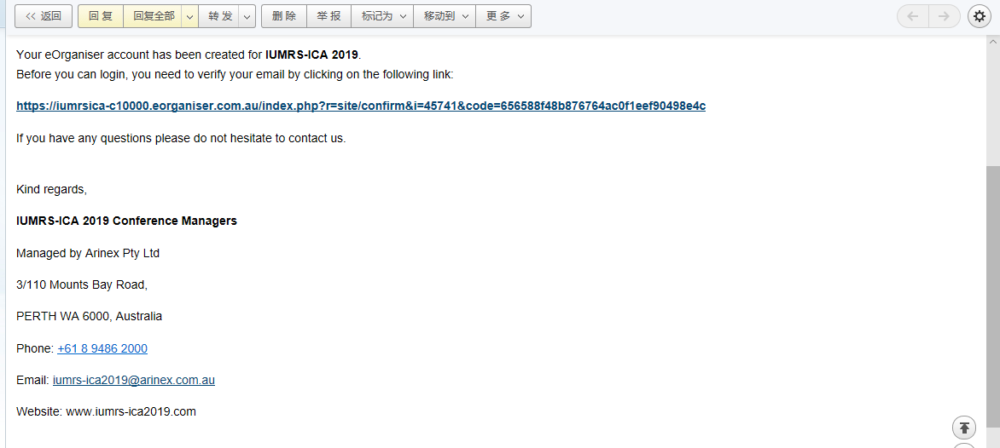 << 返回 回 复 回复全部 转 发 删 除 举 报 标记为 移动到 更 多
Your eOrganiser account has been created for IUMRS-ICA 2019.
Before you can login, you need to verify your email by clicking on the following link:
https://iumrsica-c10000.eorganiser.com.au/index.php?r=site/confirm&i=45741&code=656588f48b876764ac0f1eef90498e4c
If you have any questions please do not hesitate to contact us.
Kind regards,
IUMRS-ICA 2019 Conference Managers
Managed by Arinex Pty Ltd
3/110 Mounts Bay Road,
PERTH WA 6000, Australia
Phone: +61 8 9486 2000
Email: iumrs-ica2019@arinex.com.au
Website: www.iumrs-ica2019.com